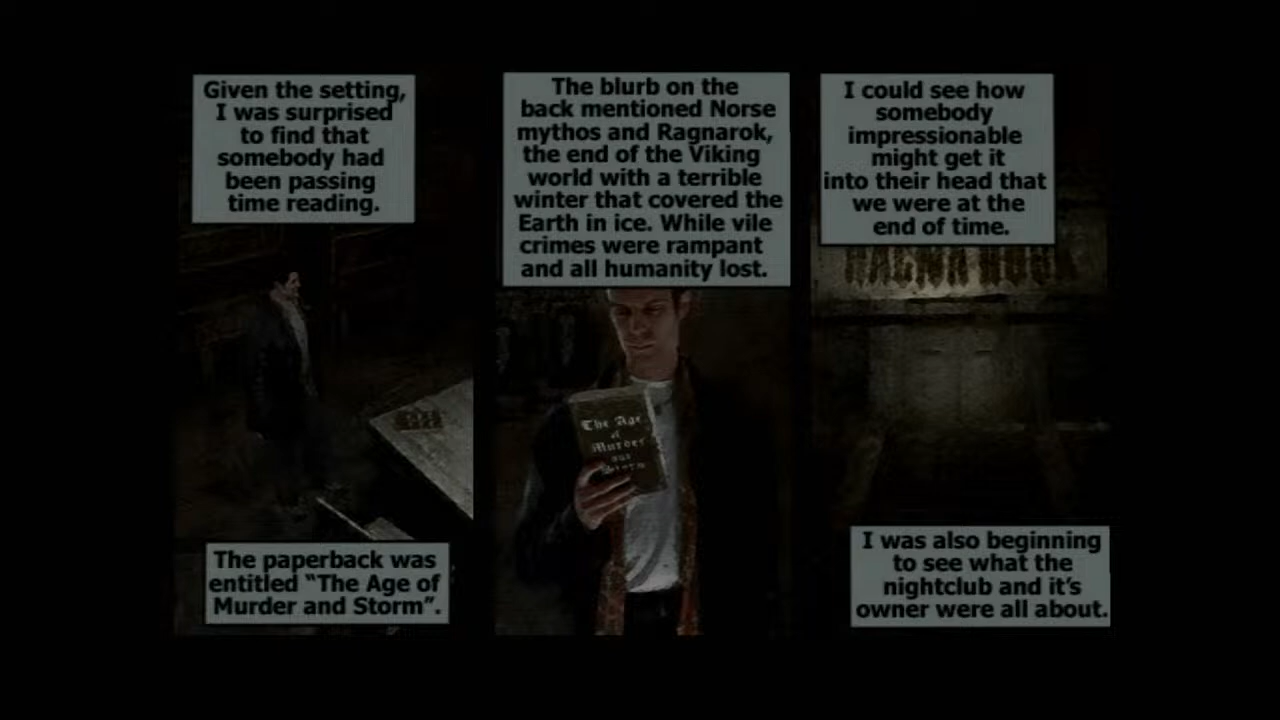 Given the setting,
I was surprised
to find that
somebody had
been passing
time reading.
The paperback was
entitled “The Age of
Murder and Storm”.
The blurb on the
back mentioned Norse
mythos and Ragnarok,
the end of the Viking
world with a terrible
winter that covered the
Earth in ice. While vile
crimes were rampant
and all humanity lost.
The Age
of
Murder
and
Storm
I could see how
somebody
impressionable
might get it
into their head that
we were at the
end of time.
RAGNA ROCK
I was also beginning
to see what the
nightclub and it’s
owner were all about.